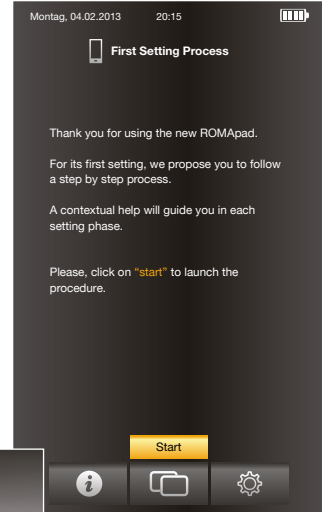 Montag, 04.02.2013 20:15
First Setting Process
Thank you for using the new ROMApad.
For its first setting, we propose you to follow
a step by step process.
A contextual help will guide you in each
setting phase.
Please, click on “start” to launch the
procedure.
Start
i